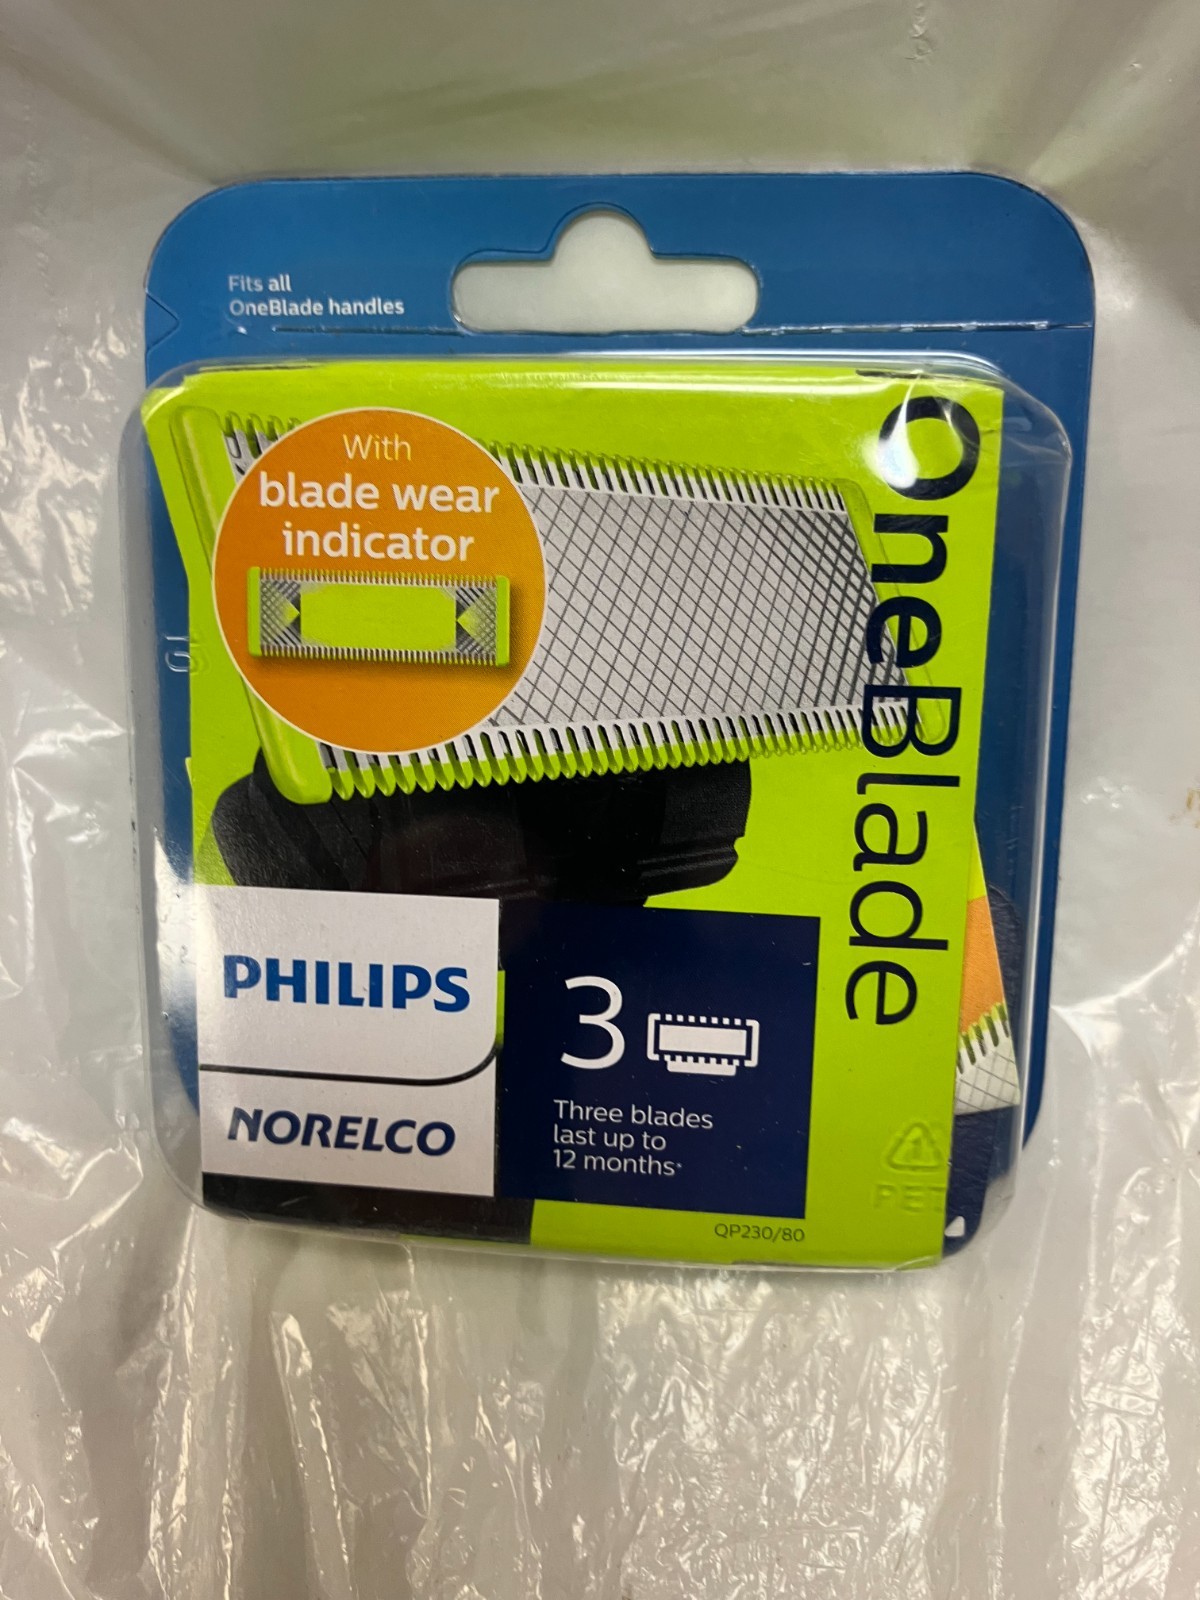 Fits all
OneBlade handles
With
blade wear
indicator
OneBlade
PHILIPS
NORELCO
3
Three blades
last up to
12 months*
QP230/80
1
PET